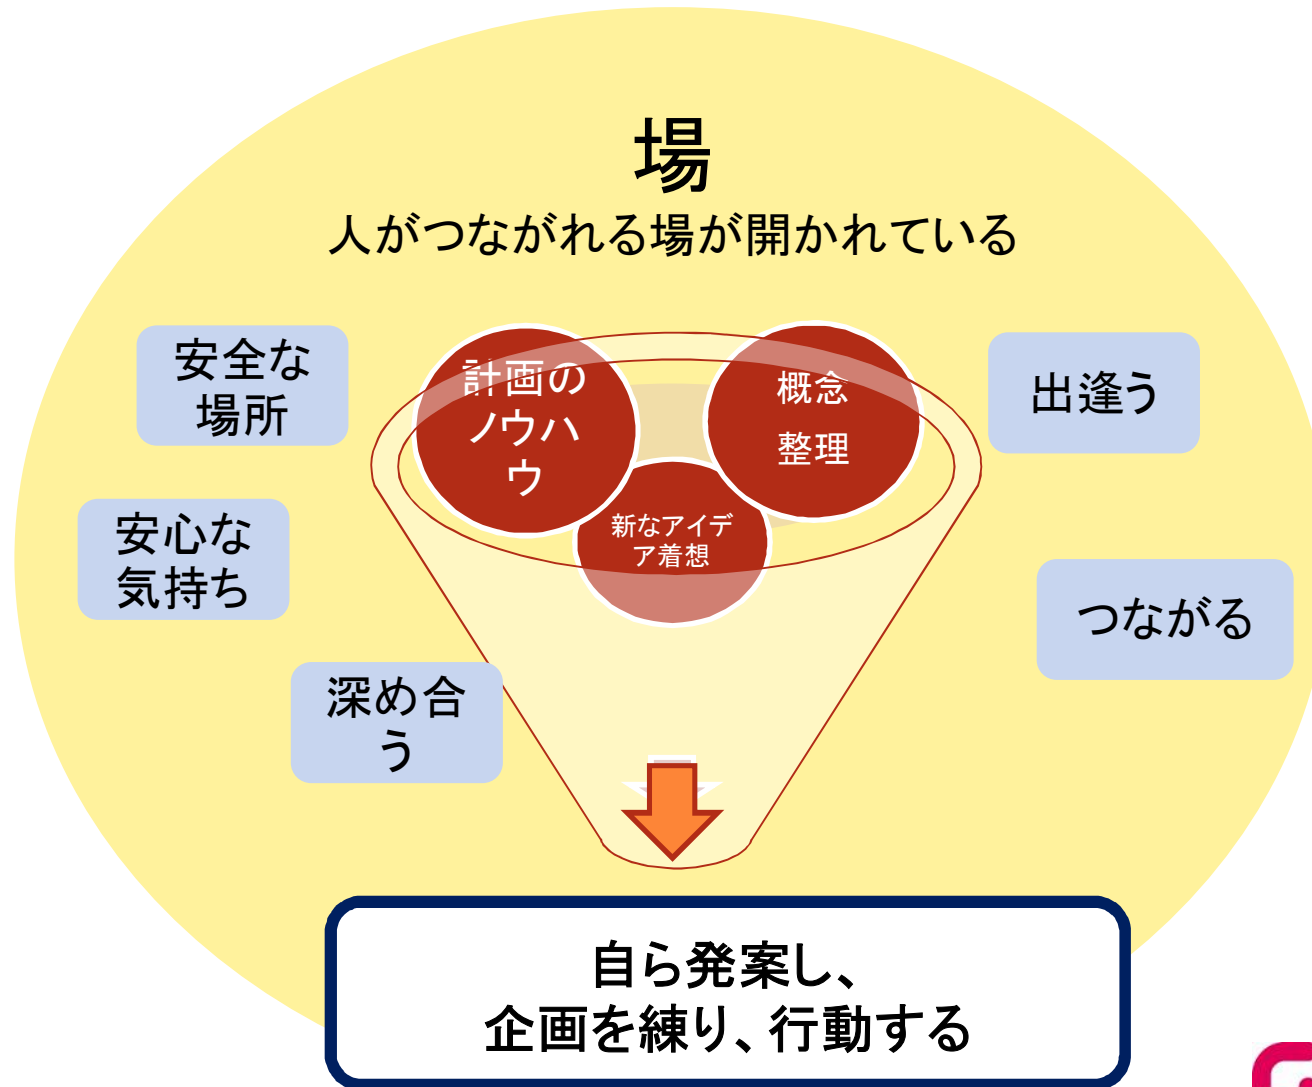 場
人がつながれる場が開かれている
安全な
場所
計画の
ノウハ
ウ
概念
整理
出逢う
新なアイデ
ア着想
安心な
気持ち
つながる
深め合
う
自ら発案し、
企画を練り、行動する